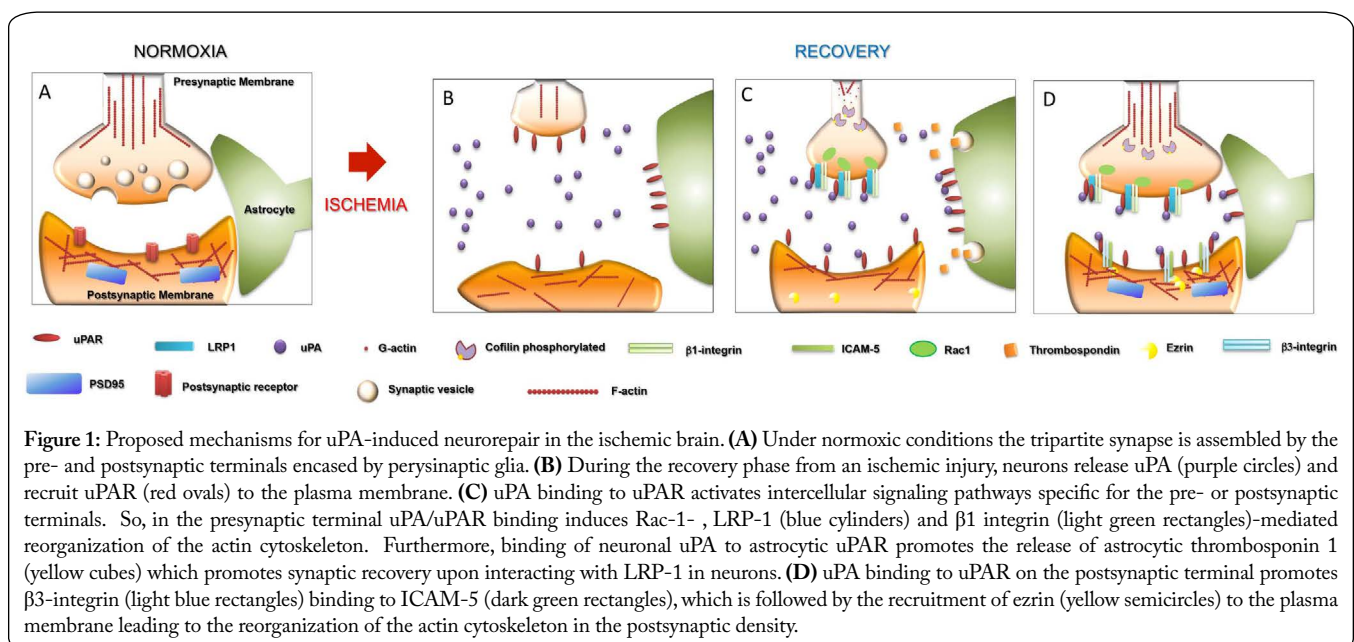 NORMOXIA
RECOVERY
A
Presynaptic Membrane
Astrocyte
Postsynaptic Membrane
ISCHEMIA
B
C
D
uPAR
LRP1
uPA
G-actin
Cofilin phosphorylated
β1-integrin
ICAM-5
Rac1
Thrombospondin
Ezrin
β3-integrin
PSD95
Postsynaptic receptor
Synaptic vesicle
F-actin
Figure 1: Proposed mechanisms for uPA-induced neurorepair in the ischemic brain. (A) Under normoxic conditions the tripartite synapse is assembled by the
pre- and postsynaptic terminals encased by perysinaptic glia. (B) During the recovery phase from an ischemic injury, neurons release uPA (purple circles) and
recruit uPAR (red ovals) to the plasma membrane. (C) uPA binding to uPAR activates intercellular signaling pathways specific for the pre- or postsynaptic
terminals. So, in the presynaptic terminal uPA/uPAR binding induces Rac-1- , LRP-1 (blue cylinders) and β1 integrin (light green rectangles)-mediated
reorganization of the actin cytoskeleton. Furthermore, binding of neuronal uPA to astrocytic uPAR promotes the release of astrocytic thrombosponin 1
(yellow cubes) which promotes synaptic recovery upon interacting with LRP-1 in neurons. (D) uPA binding to uPAR on the postsynaptic terminal promotes
β3-integrin (light blue rectangles) binding to ICAM-5 (dark green rectangles), which is followed by the recruitment of ezrin (yellow semicircles) to the plasma
membrane leading to the reorganization of the actin cytoskeleton in the postsynaptic density.